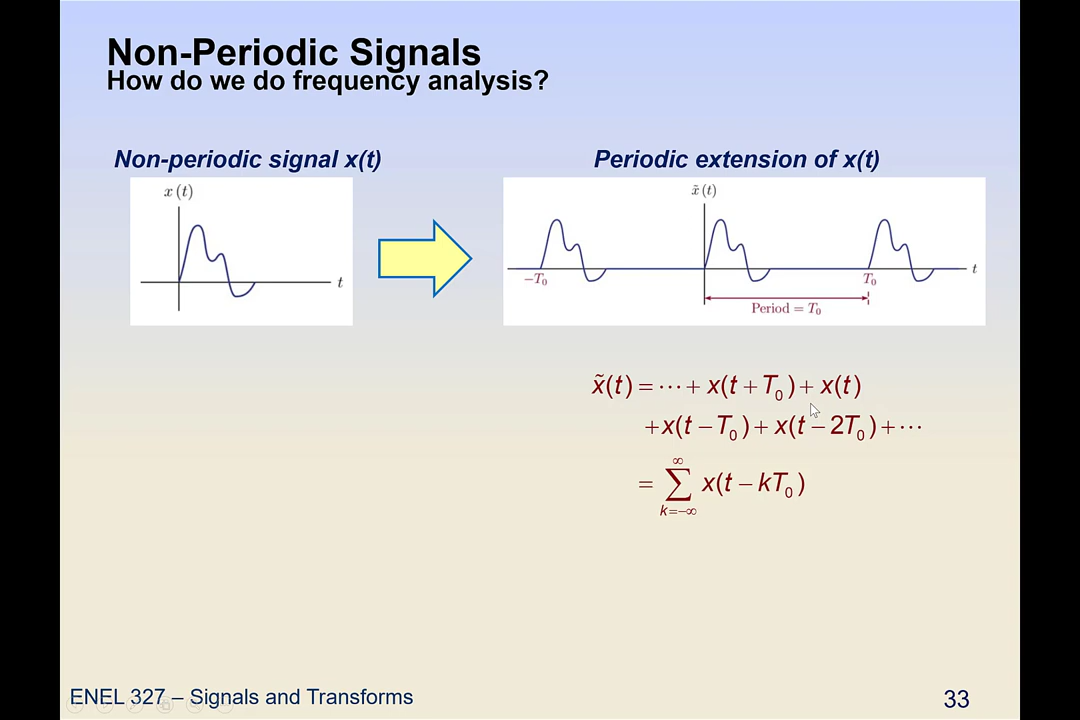 Non-Periodic Signals
How do we do frequency analysis?
Non-periodic signal x(t)
Periodic extension of x(t)
x (t)
t
x̃ (t)
−T₀
T₀
t
Period = T₀
x̃(t) = ⋯ + x(t + T₀) + x(t)
+x(t − T₀) + x(t − 2T₀) + ⋯
= ∑_{k=−∞}^{∞} x(t − kT₀)
ENEL 327 – Signals and Transforms
33